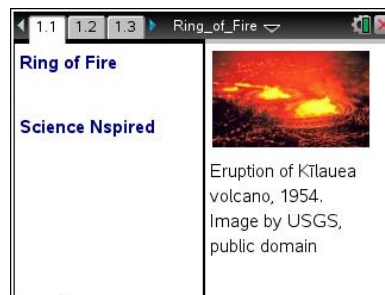 1.1 1.2 1.3 Ring_of_Fire
Ring of Fire
Science Nspired
Eruption of Kīlauea
volcano, 1954.
Image by USGS,
public domain